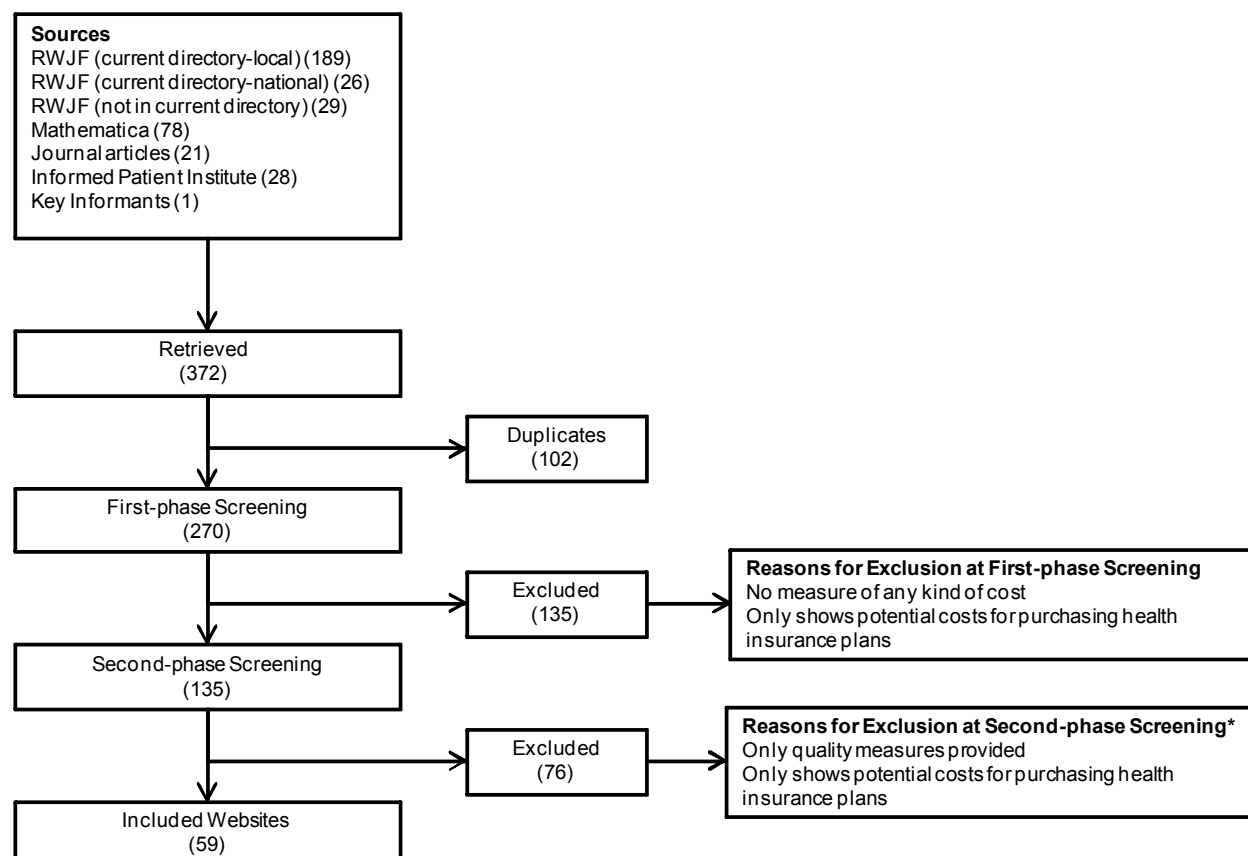 Sources
RWJF (current directory-local) (189)
RWJF (current directory-national) (26)
RWJF (not in current directory) (29)
Mathematica (78)
Journal articles (21)
Informed Patient Institute (28)
Key Informants (1)
Retrieved
(372)
Duplicates
(102)
First-phase Screening
(270)
Excluded
(135)
Reasons for Exclusion at First-phase Screening
No measure of any kind of cost
Only shows potential costs for purchasing health
insurance plans
Second-phase Screening
(135)
Excluded
(76)
Reasons for Exclusion at Second-phase Screening*
Only quality measures provided
Only shows potential costs for purchasing health
insurance plans
Included Websites
(59)